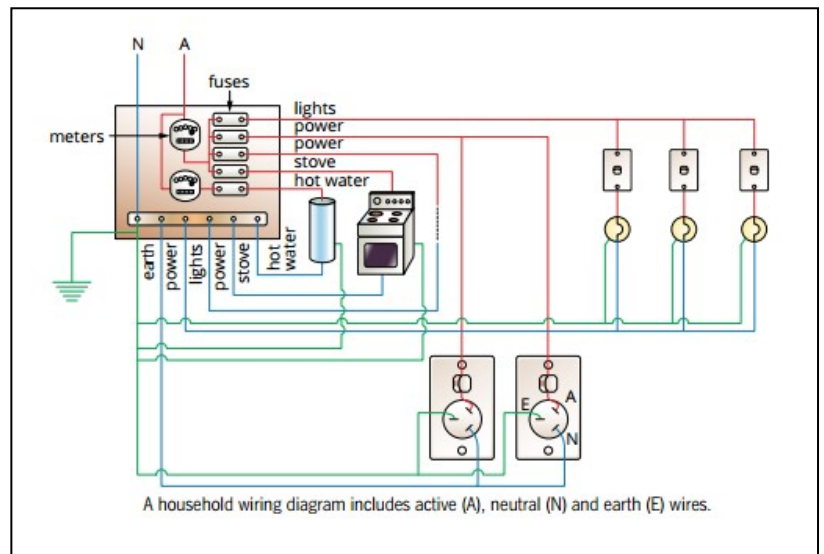 N A
fuses
meters
lights
power
power
stove
hot water
earth
power
lights
power
stove
hot
water
E A
N
A household wiring diagram includes active (A), neutral (N) and earth (E) wires.